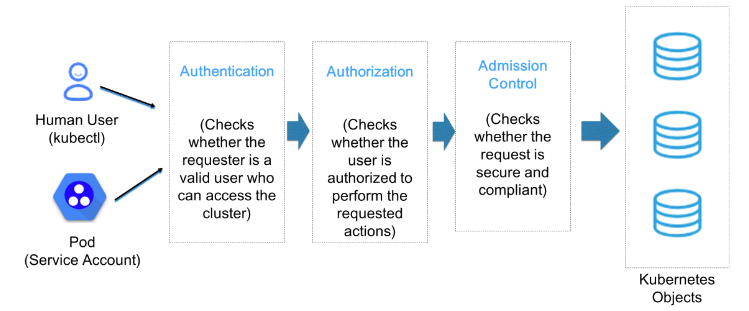 Human User
(kubectl)
Pod
(Service Account)
Authentication
(Checks
whether the
requester is a
valid user who
can access the
cluster)
Authorization
(Checks
whether the
user is
authorized to
perform the
requested
actions)
Admission
Control
(Checks
whether the
request is
secure and
compliant)
Kubernetes
Objects